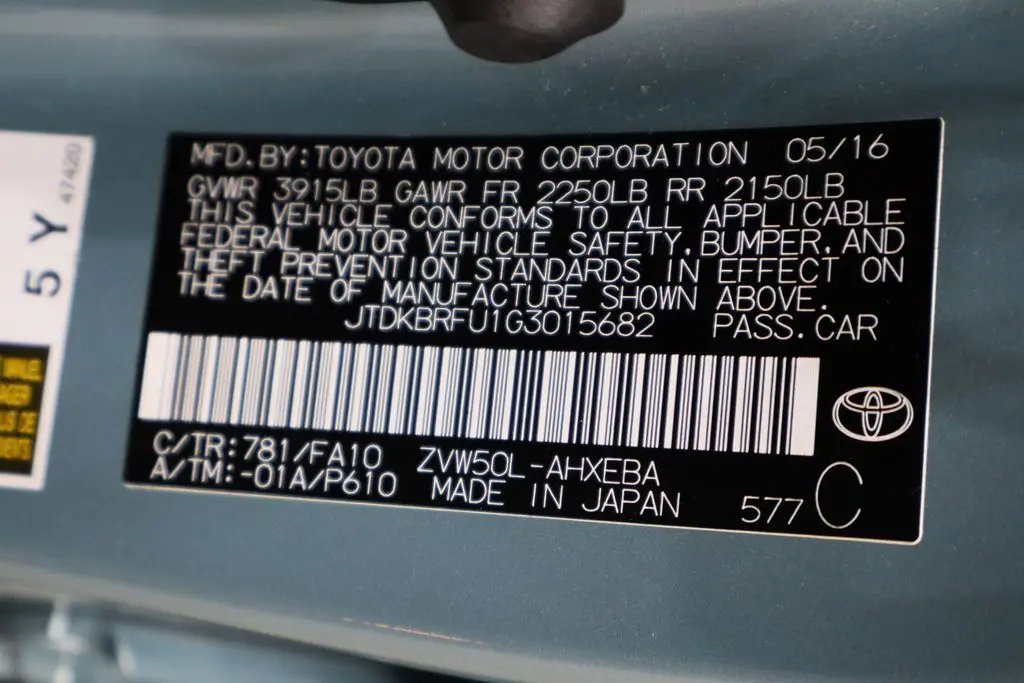 MFD.BY:TOYOTA MOTOR CORPORATION 05/16
GVWR 3915LB GAWR FR 2250LB RR 2150LB
THIS VEHICLE CONFORMS TO ALL APPLICABLE
FEDERAL MOTOR VEHICLE SAFETY,BUMPER,AND
THEFT PREVENTION STANDARDS IN EFFECT ON
THE DATE OF MANUFACTURE SHOWN ABOVE.
JTDKBRFU1G3015682 PASS.CAR
C/TR:781/FA10 ZVW50L-AHXEBA
A/TM:-01A/P610 MADE IN JAPAN 577 C
5 Y
47420